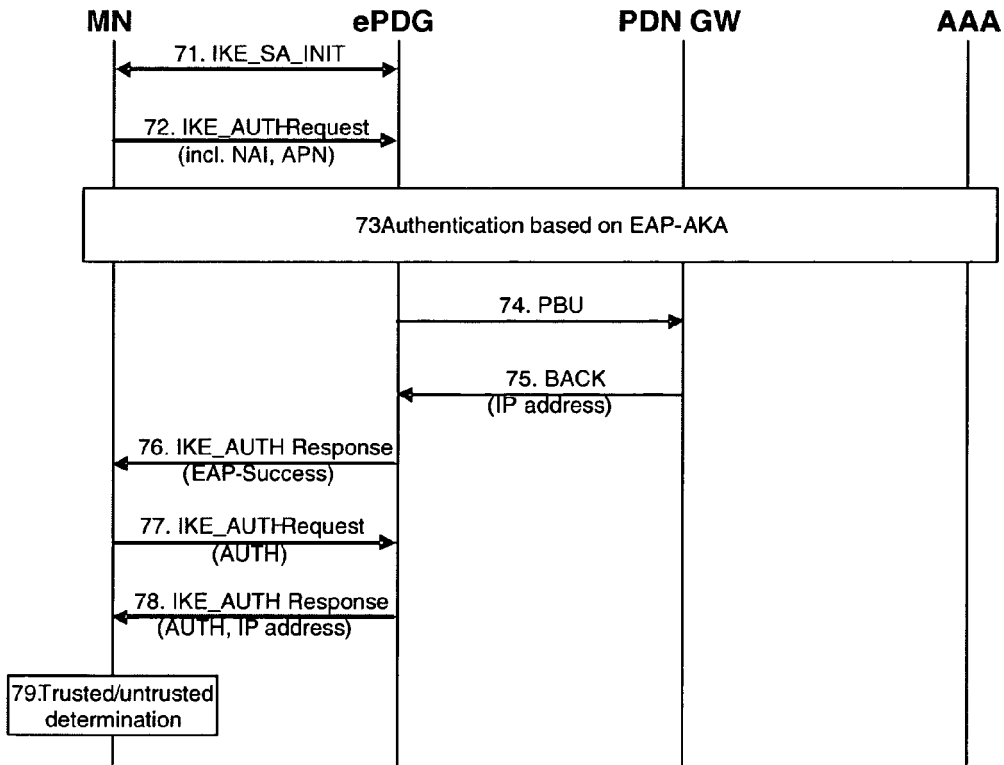 MN ePDG PDN GW AAA
71. IKE_SA_INIT
72. IKE_AUTHRequest
(incl. NAI, APN)
73Authentication based on EAP-AKA
74. PBU
75. BACK
(IP address)
76. IKE_AUTH Response
(EAP-Success)
77. IKE_AUTHRequest
(AUTH)
78. IKE_AUTH Response
(AUTH, IP address)
79.Trusted/untrusted
determination